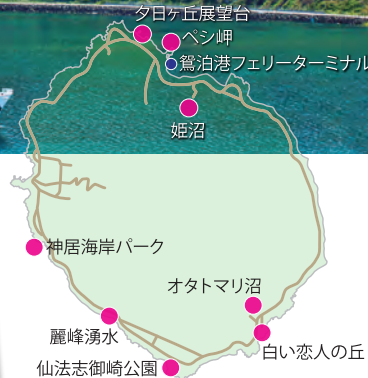 夕日ヶ丘展望台
ペシ岬
鴛泊港フェリーターミナル
姫沼
神居海岸パーク
オタトマリ沼
麗峰湧水
白い恋人の丘
仙法志御崎公園